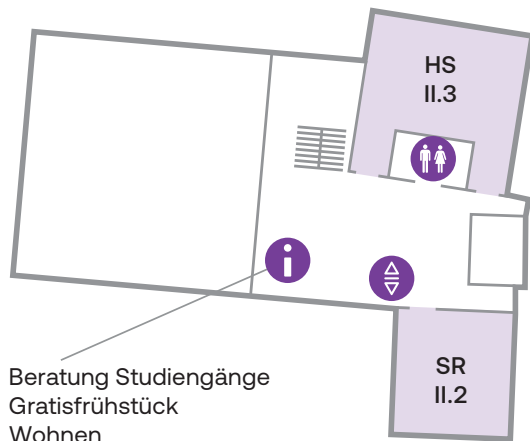 HS
II.3
SR
II.2
Beratung Studiengänge
Gratisfrühstück
Wohnen